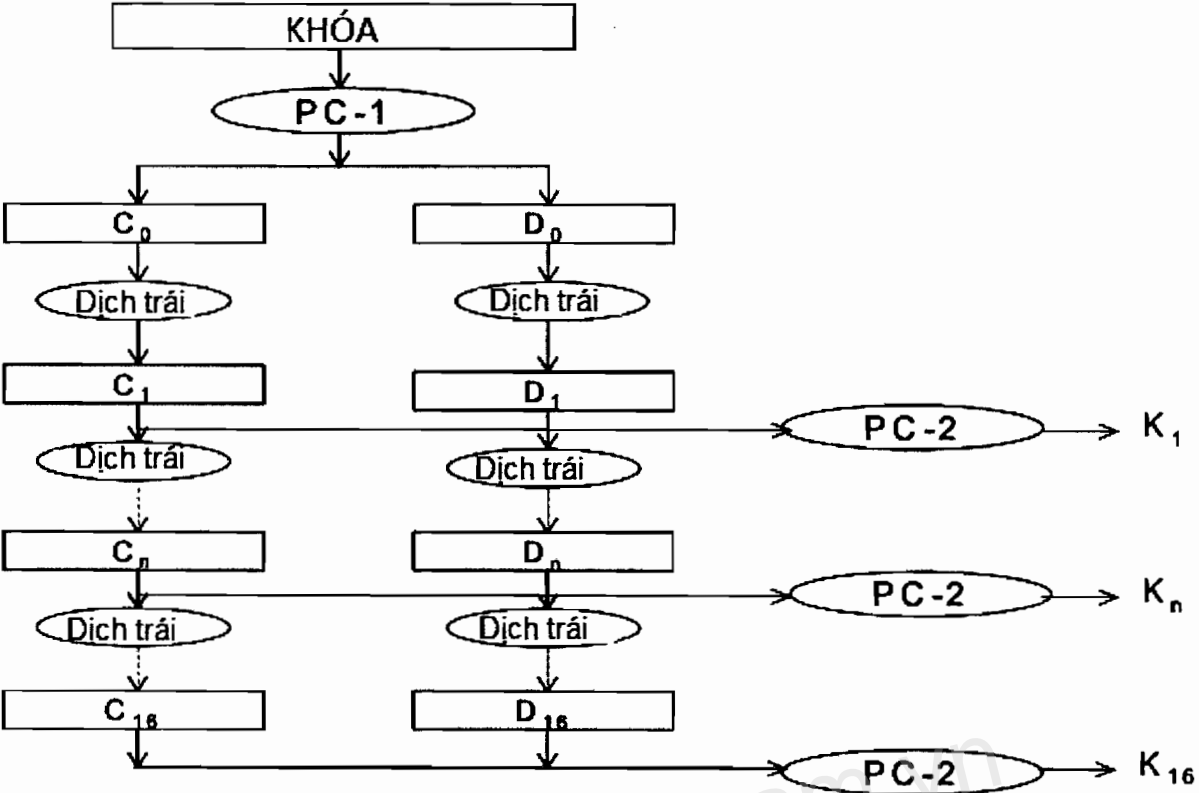 KHÓA
PC-1
C₀ D₀
Dịch trái Dịch trái
C₁ D₁
PC-2 K₁
Dịch trái Dịch trái
Cₙ Dₙ
PC-2 Kₙ
Dịch trái Dịch trái
C₁₆ D₁₆
PC-2 K₁₆